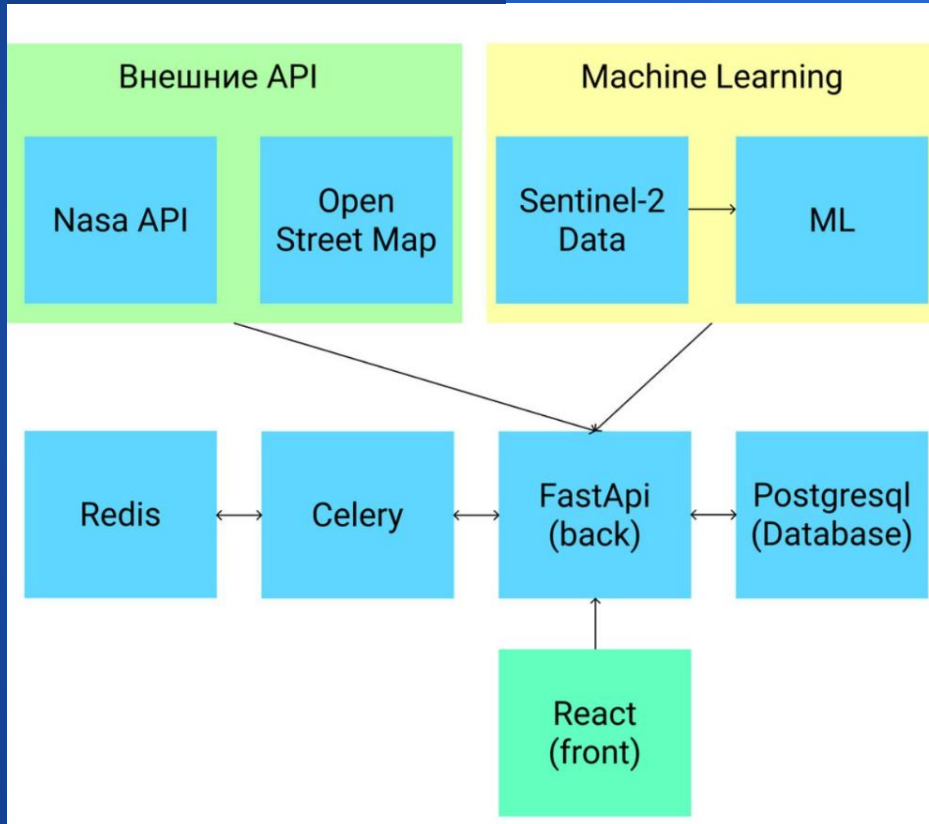 Внешние API
Machine Learning
Nasa API
Open
Street Map
Sentinel-2
Data
ML
Redis
Celery
FastApi
(back)
Postgresql
(Database)
React
(front)